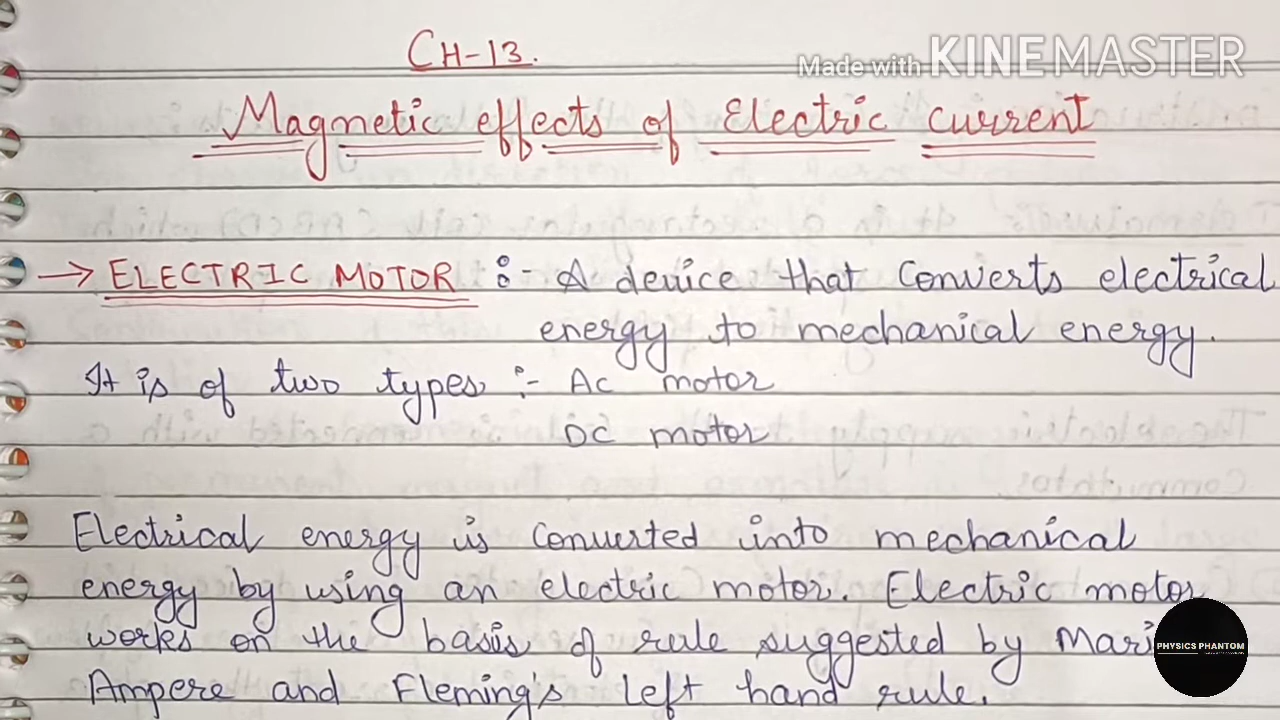 CH-13.
Made with KINEMASTER
Magnetic effects of Electric current
→ ELECTRIC MOTOR :- A device that converts electrical
energy to mechanical energy.
It is of two types :- AC motor
DC motor
Electrical energy is converted into mechanical
energy by using an electric motor. Electric motor
works on the basis of rule suggested by Mari
PHYSICS PHANTOM
Ampere and Fleming's left hand rule.